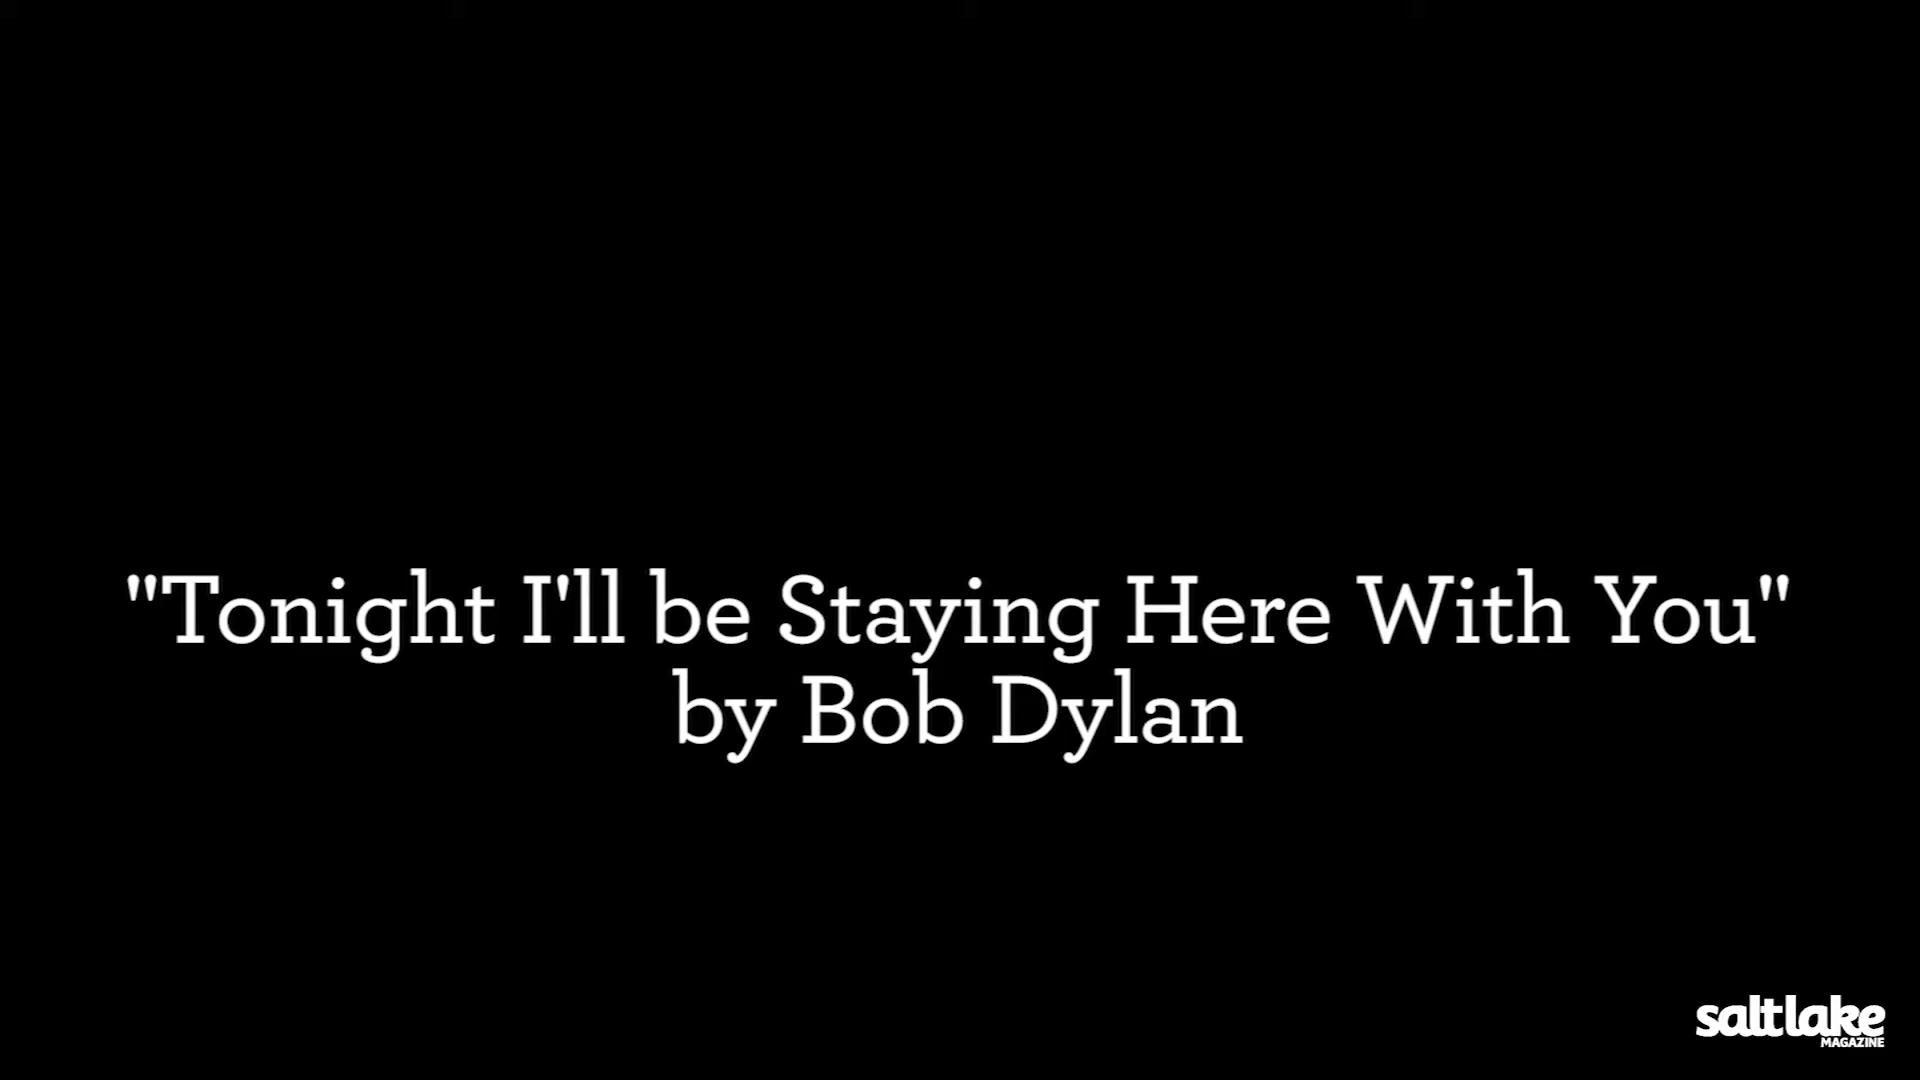 "Tonight I'll be Staying Here With You"
by Bob Dylan
saltlake
MAGAZINE